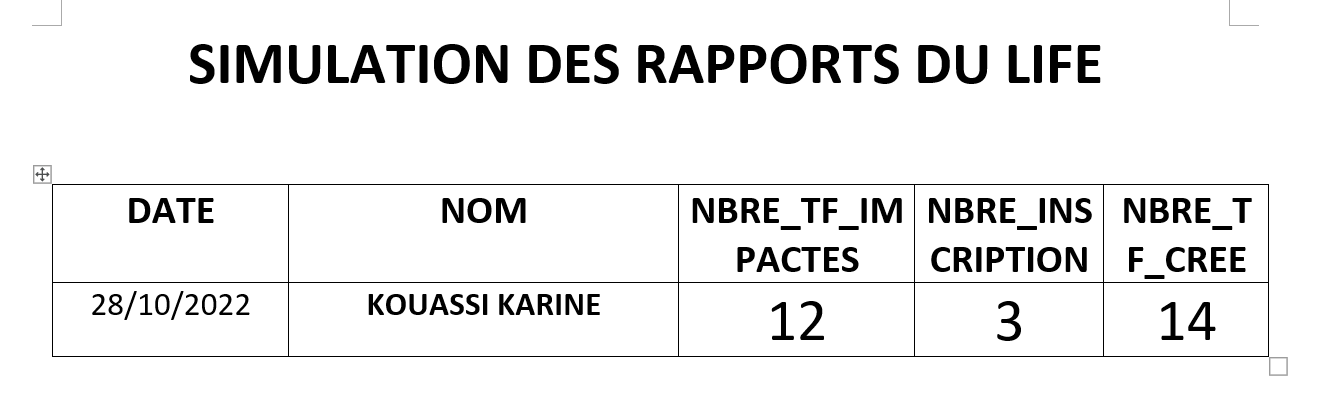 SIMULATION DES RAPPORTS DU LIFE
DATE NOM NBRE_TF_IM NBRE_INS NBRE_T
PACTES CRIPTION F_CREE
28/10/2022 KOUASSI KARINE 12 3 14